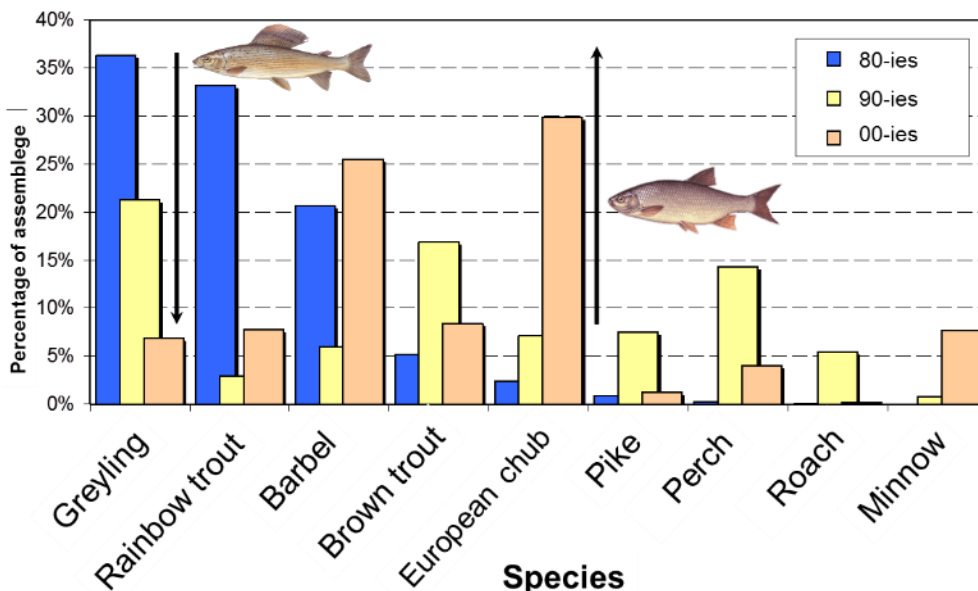 40%
35%
30%
25%
20%
15%
10%
5%
0%
Percentage of assemblege
80-ies
90-ies
00-ies
Greyling
Rainbow trout
Barbel
Brown trout
European chub
Pike
Perch
Roach
Minnow
Species